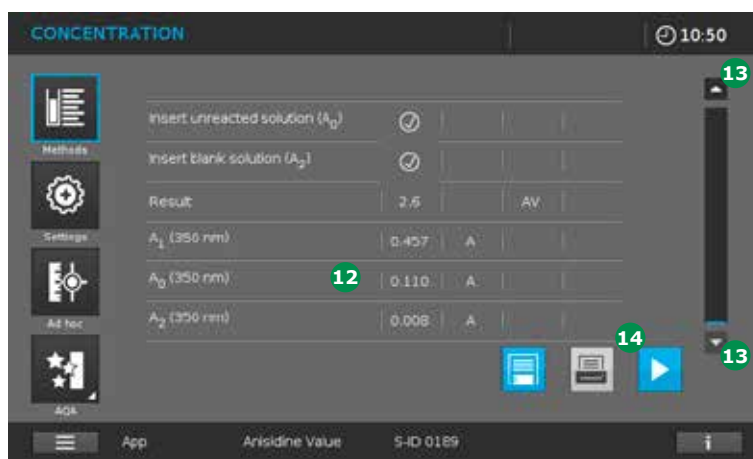 CONCENTRATION 10:50
13
Insert unreacted solution (A0)
Methods
Insert blank solution (A2)
Result 2.6 AV
Settings
A1 (350 nm) 0.457 A
A0 (350 nm) 12 0.110 A
Ad hoc
A2 (350 nm) 0.008 A
14
13
AQA
App Anisidine Value S-ID 0189 i